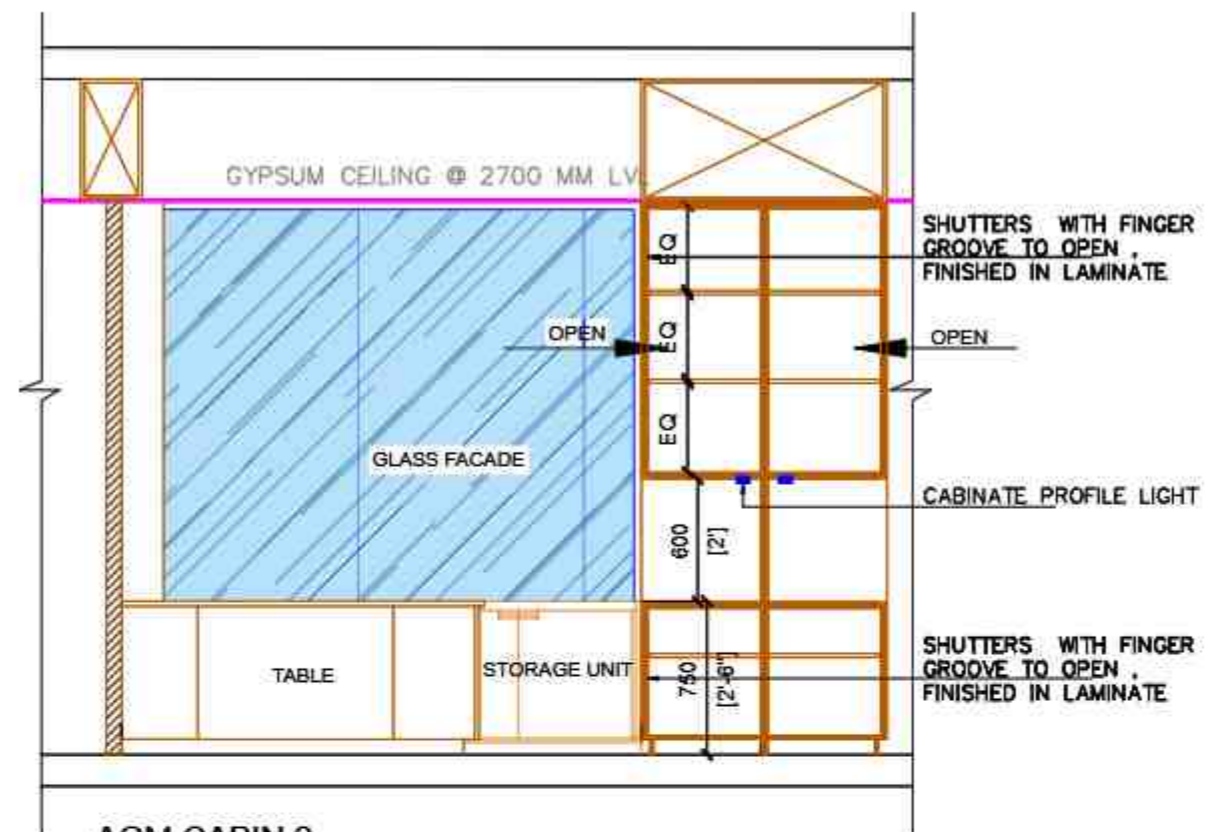 GYPSUM CEILING @ 2700 MM LV
SHUTTERS WITH FINGER
GROOVE TO OPEN ,
FINISHED IN LAMINATE
EQ
EQ
EQ
OPEN
OPEN
GLASS FACADE
CABINATE PROFILE LIGHT
600
[2']
TABLE
STORAGE UNIT
750
[2'-6"]
SHUTTERS WITH FINGER
GROOVE TO OPEN ,
FINISHED IN LAMINATE
CABIN